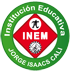 Institución Educativa
INEM
JORGE ISAACS CALI